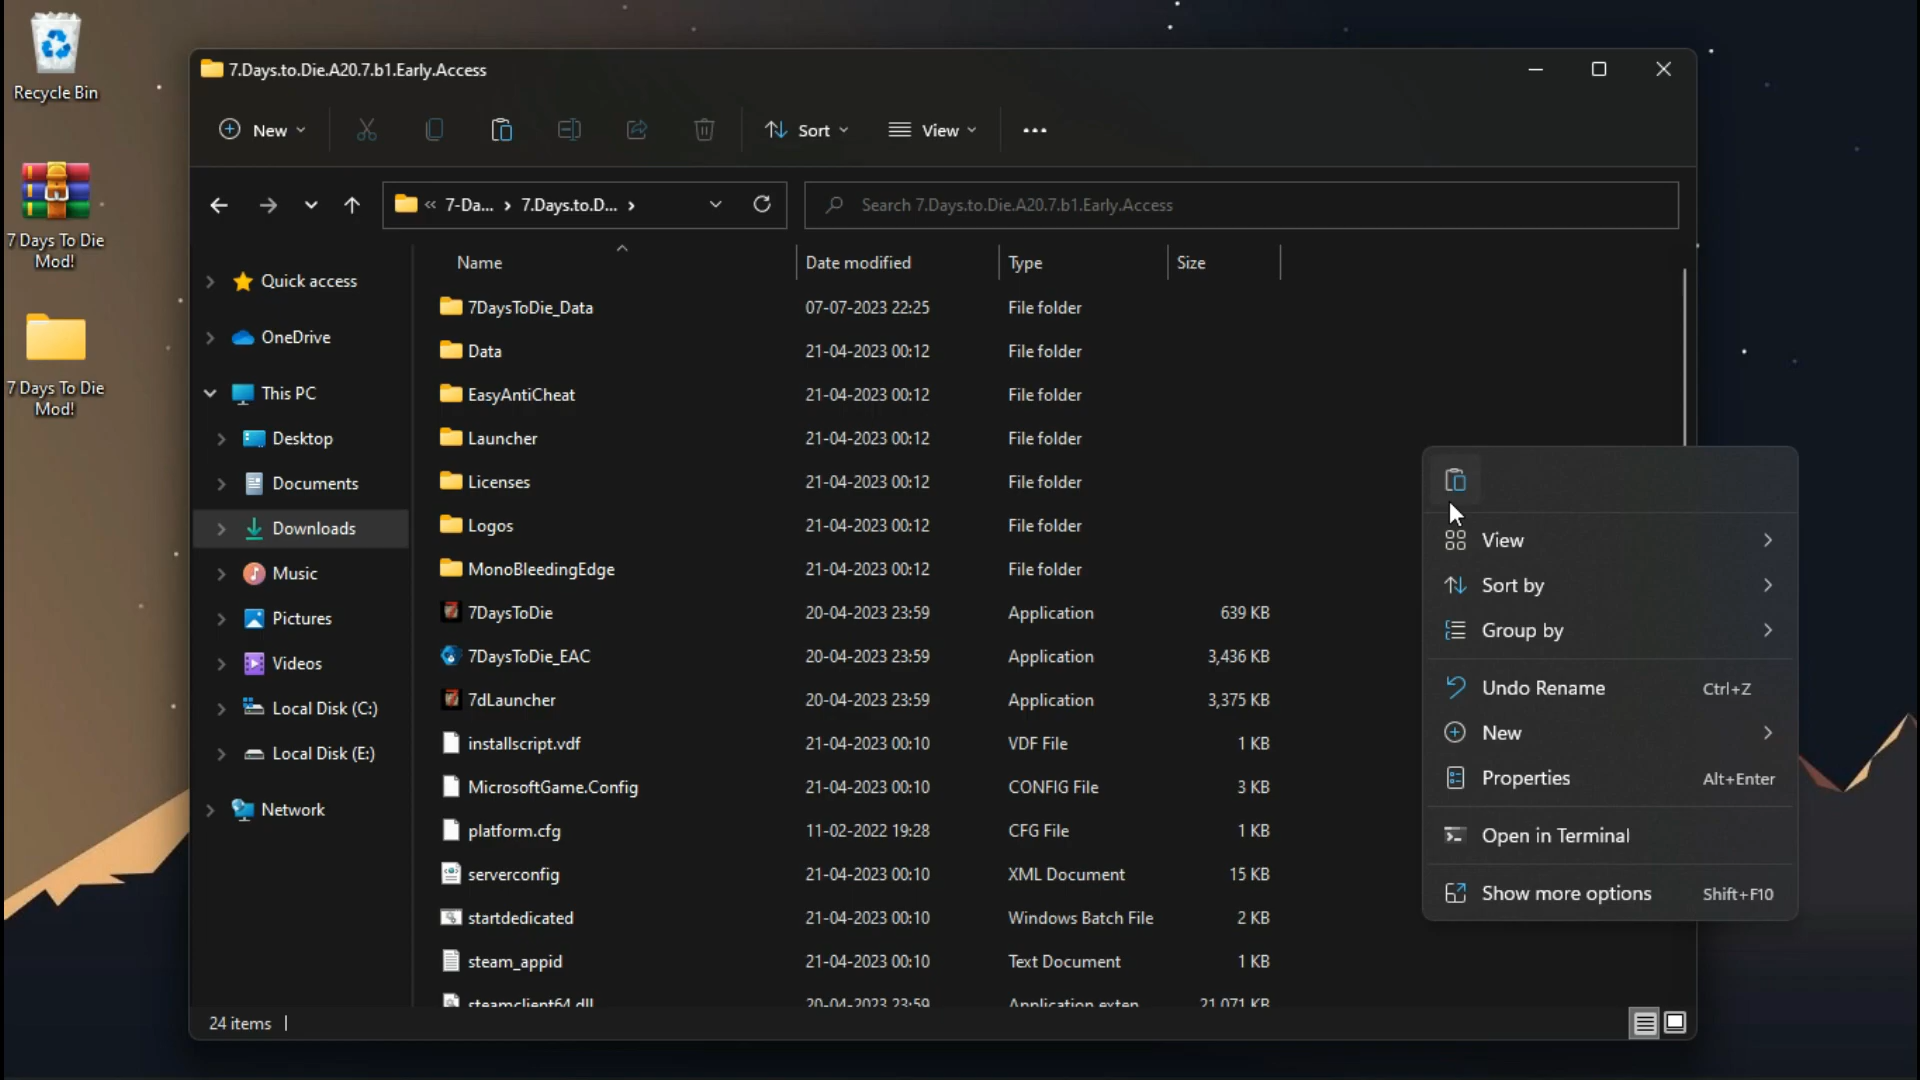 Recycle Bin
7 Days To Die
Mod!
7 Days To Die
Mod!
7.Days.to.Die.A20.7.b1.Early.Access
New
Sort
View
« 7-Da... › 7.Days.to.D... ›
Search 7.Days.to.Die.A20.7.b1.Early.Access
Quick access
OneDrive
This PC
Desktop
Documents
Downloads
Music
Pictures
Videos
Local Disk (C:)
Local Disk (E:)
Network
Name Date modified Type Size
7DaysToDie_Data 07-07-2023 22:25 File folder
Data 21-04-2023 00:12 File folder
EasyAntiCheat 21-04-2023 00:12 File folder
Launcher 21-04-2023 00:12 File folder
Licenses 21-04-2023 00:12 File folder
Logos 21-04-2023 00:12 File folder
MonoBleedingEdge 21-04-2023 00:12 File folder
7DaysToDie 20-04-2023 23:59 Application 639 KB
7DaysToDie_EAC 20-04-2023 23:59 Application 3,436 KB
7dLauncher 20-04-2023 23:59 Application 3,375 KB
installscript.vdf 21-04-2023 00:10 VDF File 1 KB
MicrosoftGame.Config 21-04-2023 00:10 CONFIG File 3 KB
platform.cfg 11-02-2022 19:28 CFG File 1 KB
serverconfig 21-04-2023 00:10 XML Document 15 KB
startdedicated 21-04-2023 00:10 Windows Batch File 2 KB
steam_appid 21-04-2023 00:10 Text Document 1 KB
steamclient64.dll 20-04-2023 23:59 Application exten... 21,071 KB
24 items
View
Sort by
Group by
Undo Rename Ctrl+Z
New
Properties Alt+Enter
Open in Terminal
Show more options Shift+F10